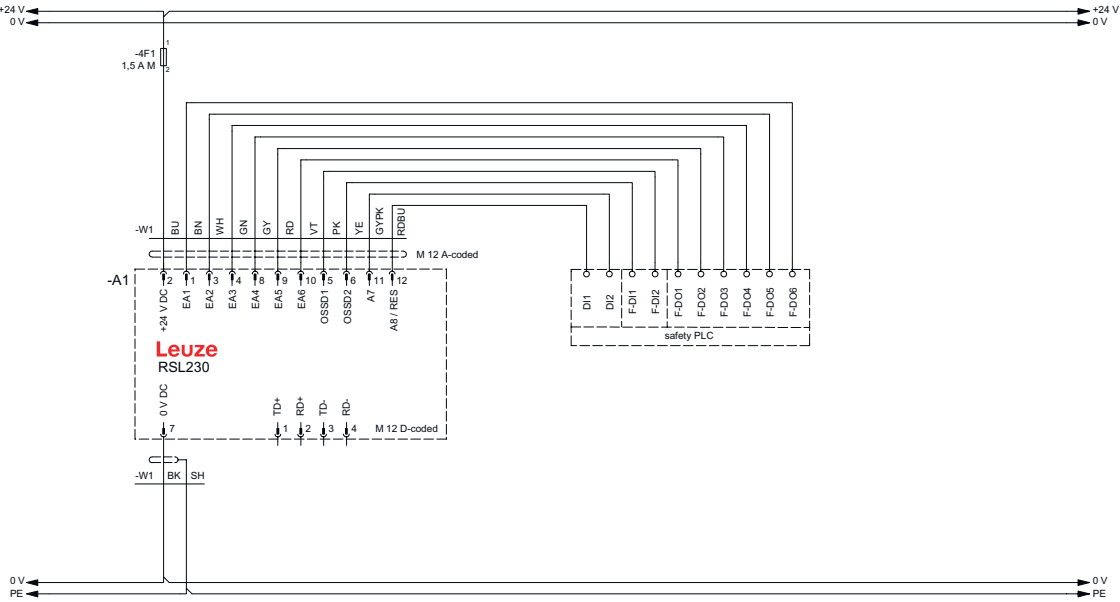 +24 V +24 V
0 V 0 V
1
-4F1
1,5 A M
2
-W1 BU BN WH GN GY RD VT PK YE GYPK RDBU
M 12 A-coded
-A1
2 1 3 4 8 9 10 5 6 11 12
+24 V DC EA1 EA2 EA3 EA4 EA5 EA6 OSSD1 OSSD2 A7 A8 / RES
DI1 DI2 F-DI1 F-DI2 F-DO1 F-DO2 F-DO3 F-DO4 F-DO5 F-DO6
safety PLC
Leuze
RSL230
0 V DC TD+ RD+ TD- RD-
7 1 2 3 4 M 12 D-coded
-W1 BK SH
0 V 0 V
PE PE